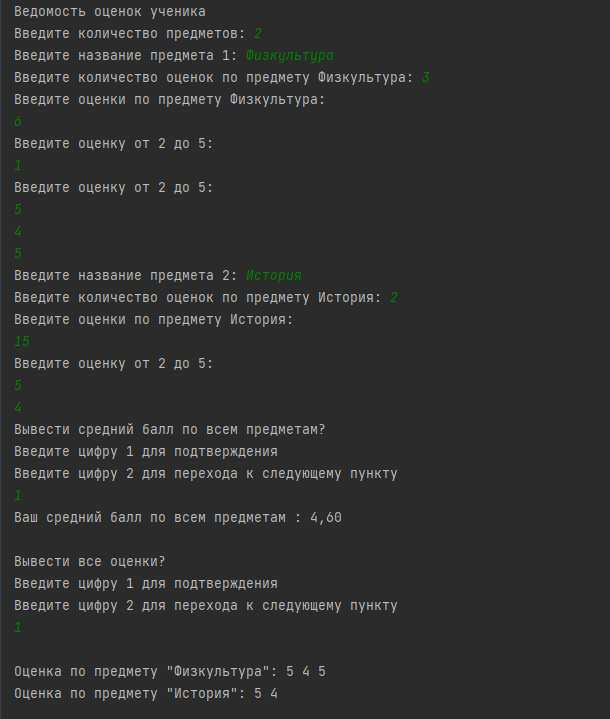 Ведомость оценок ученика
Введите количество предметов: 2
Введите название предмета 1: Физкультура
Введите количество оценок по предмету Физкультура: 3
Введите оценки по предмету Физкультура:
6
Введите оценку от 2 до 5:
1
Введите оценку от 2 до 5:
5
4
5
Введите название предмета 2: История
Введите количество оценок по предмету История: 2
Введите оценки по предмету История:
15
Введите оценку от 2 до 5:
5
4
Вывести средний балл по всем предметам?
Введите цифру 1 для подтверждения
Введите цифру 2 для перехода к следующему пункту
1
Ваш средний балл по всем предметам : 4,60
Вывести все оценки?
Введите цифру 1 для подтверждения
Введите цифру 2 для перехода к следующему пункту
1
Оценка по предмету "Физкультура": 5 4 5
Оценка по предмету "История": 5 4